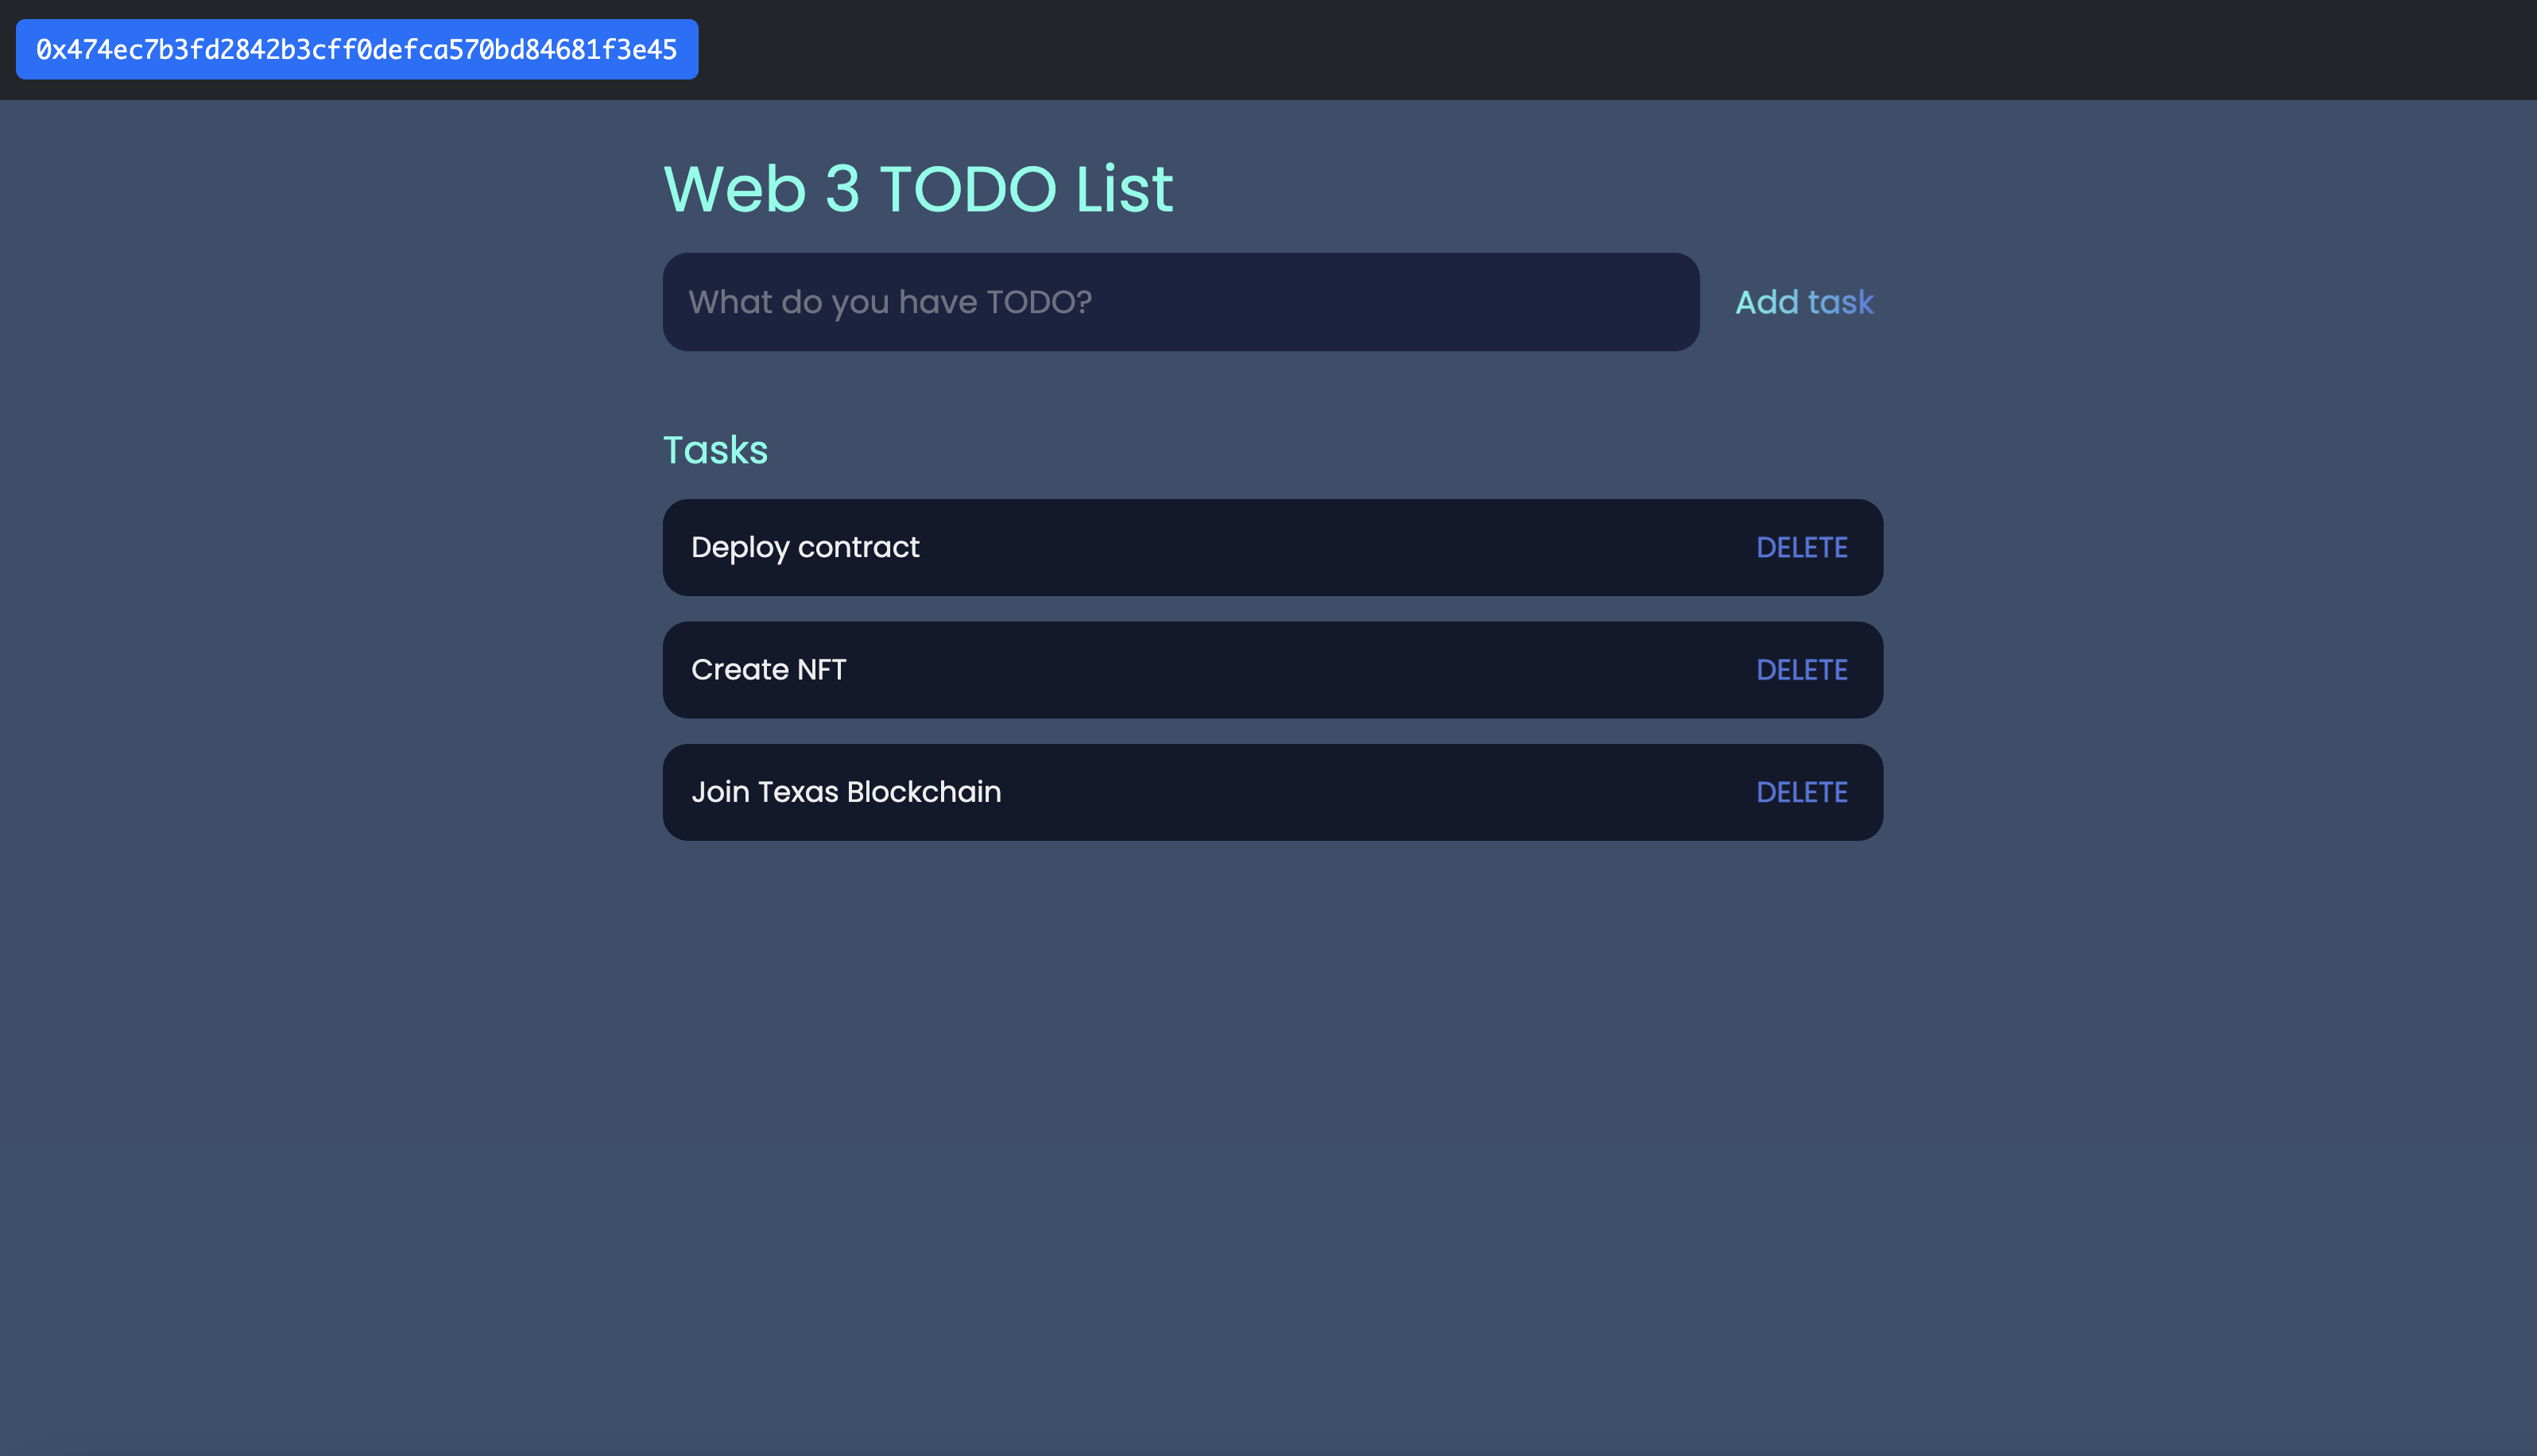 0x474ec7b3fd2842b3cff0defca570bd84681f3e45
Web 3 TODO List
What do you have TODO?
Add task
Tasks
Deploy contract
DELETE
Create NFT
DELETE
Join Texas Blockchain
DELETE